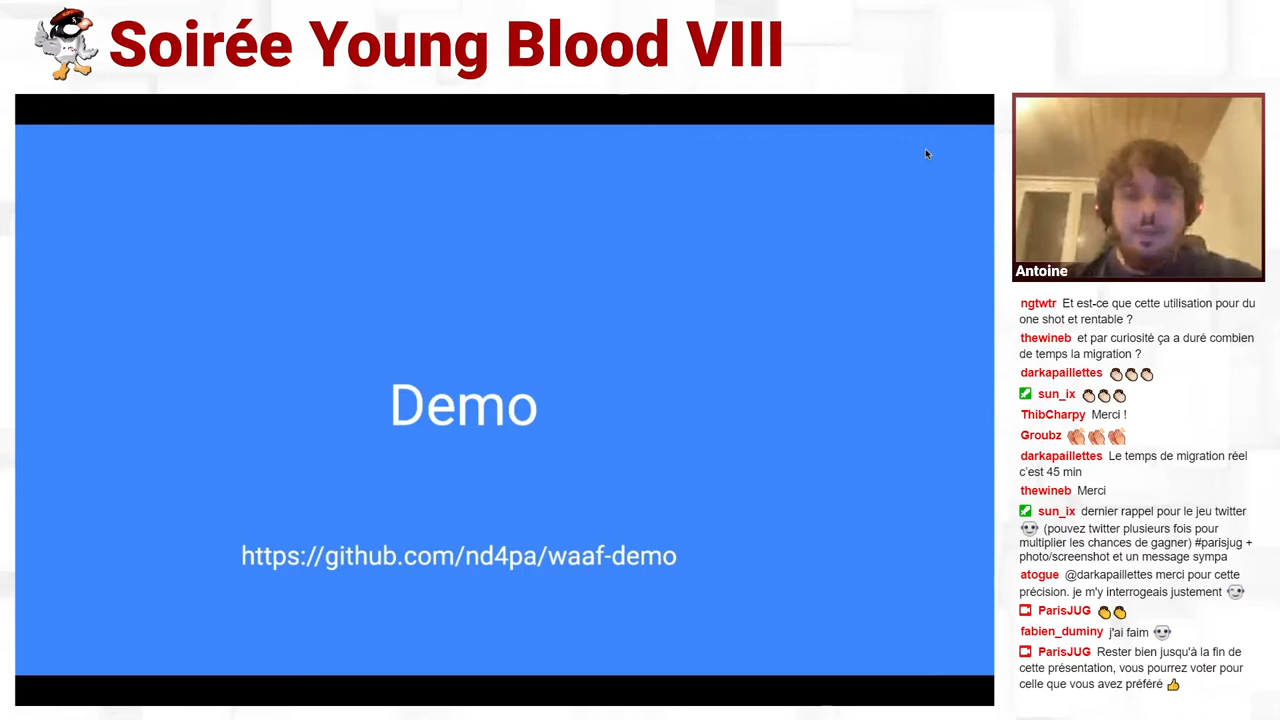 Soirée Young Blood VIII
Demo
https://github.com/nd4pa/waaf-demo
Antoine
ngtwtr Et est-ce que cette utilisation pour du
one shot et rentable ?
thewineb et par curiosité ça a duré combien
de temps la migration ?
darkapaillettes 👏🏻👏🏻👏🏻
sun_ix 👏🏻👏🏻👏🏻
ThibCharpy Merci !
Groubz 👏🏼👏🏼👏🏼
darkapaillettes Le temps de migration réel
c'est 45 min
thewineb Merci
sun_ix dernier rappel pour le jeu twitter
(pouvez twitter plusieurs fois pour
multiplier les chances de gagner) #parisjug +
photo/screenshot et un message sympa
atogue @darkapaillettes merci pour cette
précision. je m'y interrogeais justement
ParisJUG 👏👏
fabien_duminy j'ai faim
ParisJUG Rester bien jusqu'à la fin de
cette présentation, vous pourrez voter pour
celle que vous avez préféré 👍